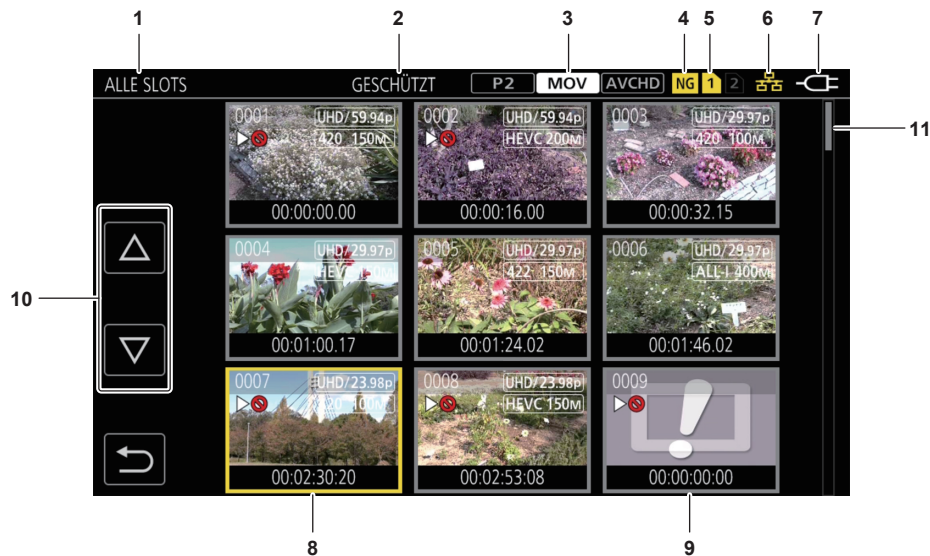 1 2 3 4 5 6 7
ALLE SLOTS GESCHÜTZT P2 MOV AVCHD NG 1 2
11
0001 UHD/59.94p 0002 UHD/59.94p 0003 UHD/29.97p
420 150M HEVC 200M 420 100M
00:00:00.00 00:00:16.00 00:00:32.15
0004 UHD/29.97p 0005 UHD/29.97p 0006 UHD/29.97p
HEVC 150M 422 150M ALL-I 400M
10
00:01:00.17 00:01:24.02 00:01:46.02
0007 UHD/23.98p 0008 UHD/23.98p 0009
420 100M HEVC 150M
00:02:30:20 00:02:53:08 00:00:00:00
8 9